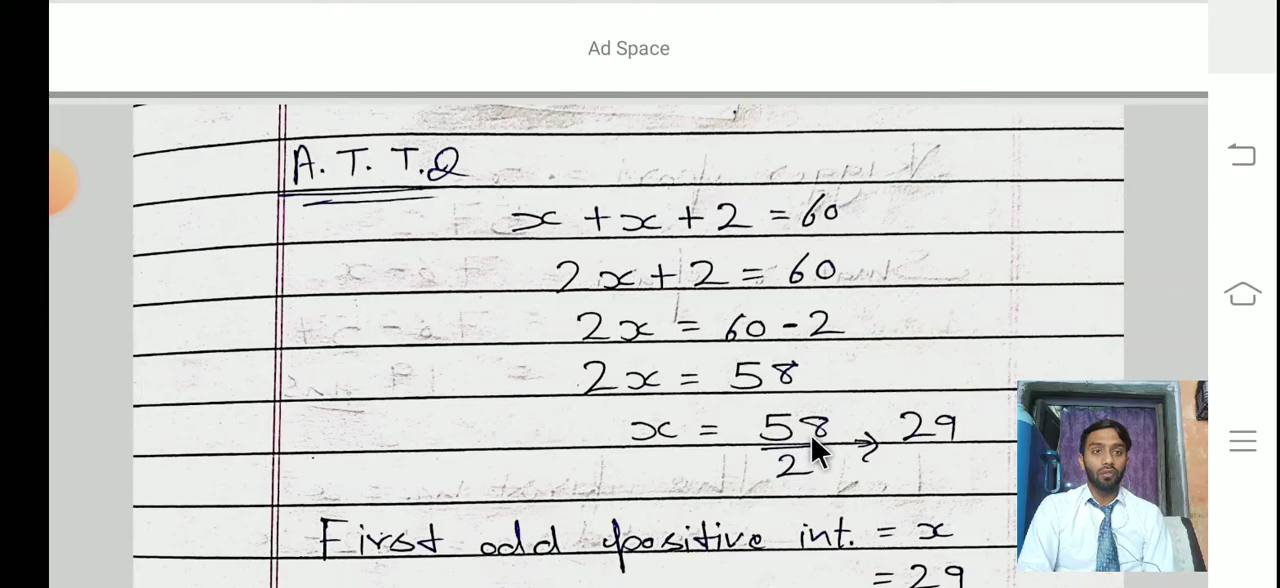 Ad Space
A. T. T. Q
x + x + 2 = 60
2x + 2 = 60
2x = 60 - 2
2x = 58
x = 58/2 → 29
First odd positive int. = x
= 29